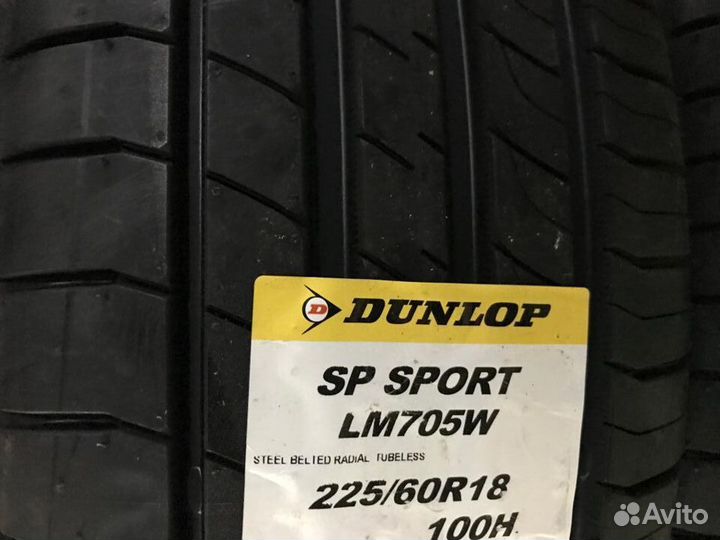 D DUNLOP
SP SPORT
LM705W
STEEL BELTED RADIAL TUBELESS
225/60R18
100H
Avito